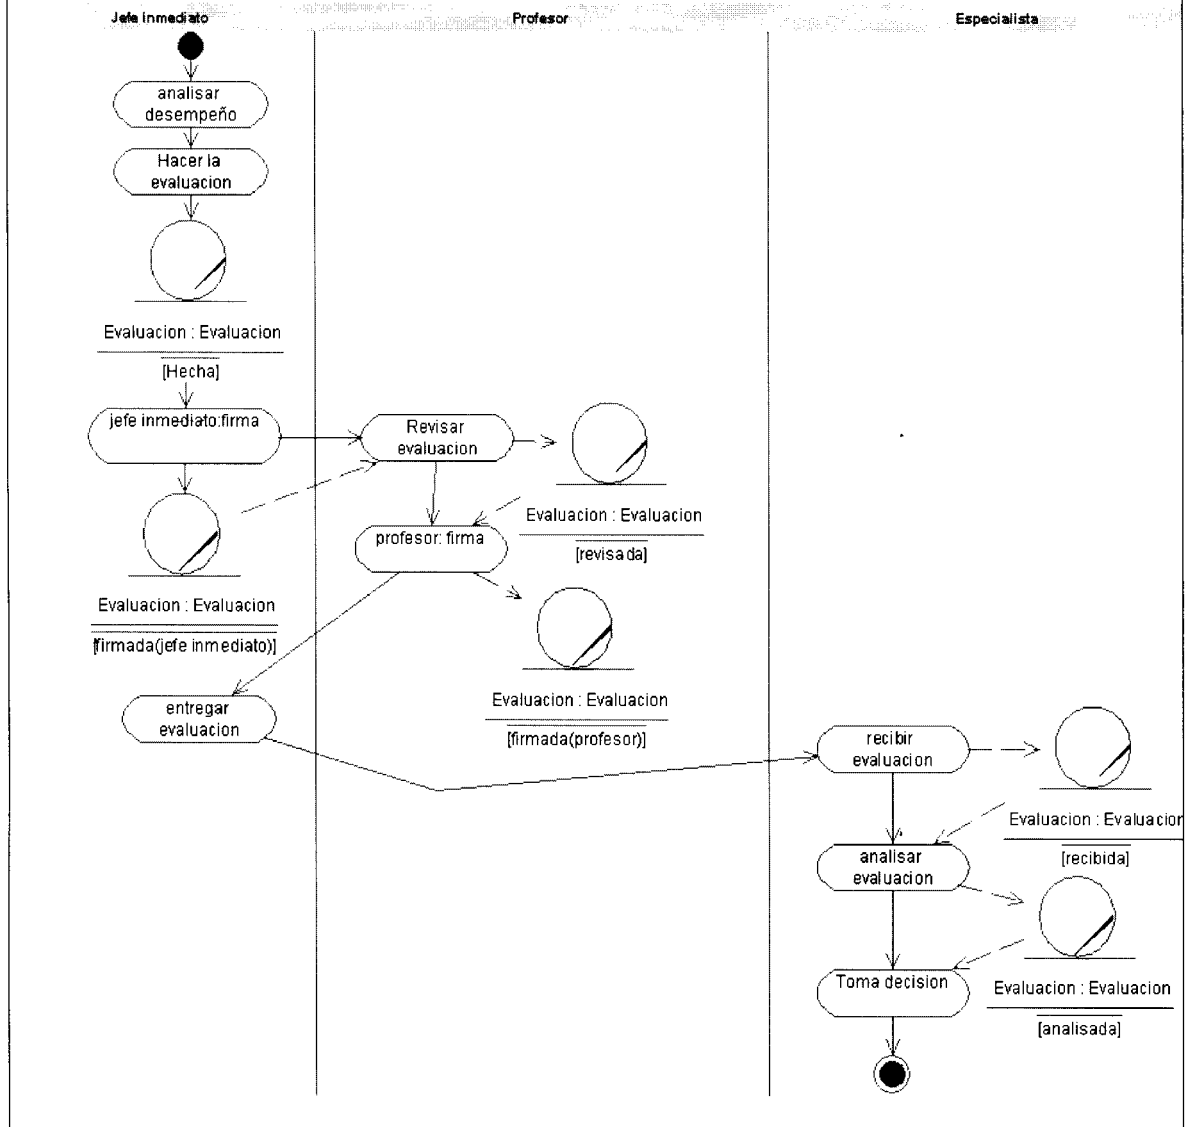 Jefe inmediato
Profesor
Especialista
analisar
desempeño
Hacer la
evaluacion
Evaluacion : Evaluacion
[Hecha]
jefe inmediato:firma
Revisar
evaluacion
Evaluacion : Evaluacion
[revisada]
profesor: firma
Evaluacion : Evaluacion
[firmada(jefe inmediato)]
Evaluacion : Evaluacion
[firmada(profesor)]
entregar
evaluacion
recibir
evaluacion
Evaluacion : Evaluacion
[recibida]
analisar
evaluacion
Evaluacion : Evaluacion
[analisada]
Toma decision